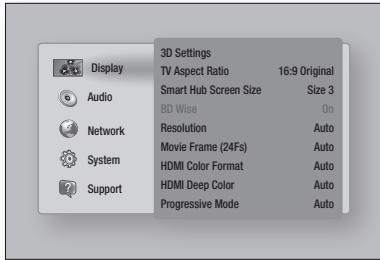 Display
Audio
Network
System
Support
3D Settings
TV Aspect Ratio 16:9 Original
Smart Hub Screen Size Size 3
BD Wise On
Resolution Auto
Movie Frame (24Fs) Auto
HDMI Color Format Auto
HDMI Deep Color Auto
Progressive Mode Auto